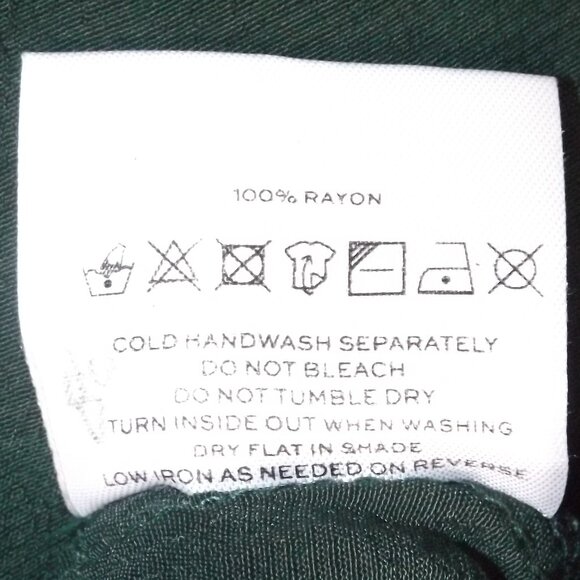 100% RAYON
COLD HANDWASH SEPARATELY
DO NOT BLEACH
DO NOT TUMBLE DRY
TURN INSIDE OUT WHEN WASHING
DRY FLAT IN SHADE
LOW IRON AS NEEDED ON REVERSE